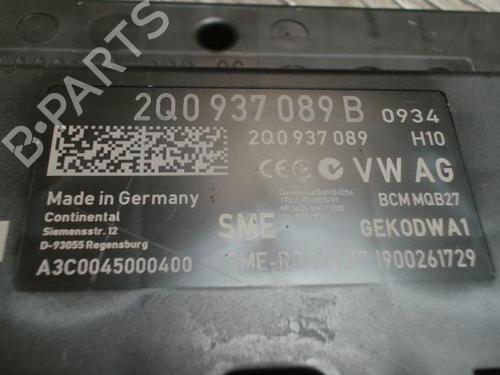 2Q0 937 089 B 0934
2Q0 937 089 H10
VW AG
BCM MQB27
Made in Germany
Continental
Siemensstr. 12
D-93055 Regensburg
SME GEK0DWA1
A3C0045000400
1900261729
B-PARTS